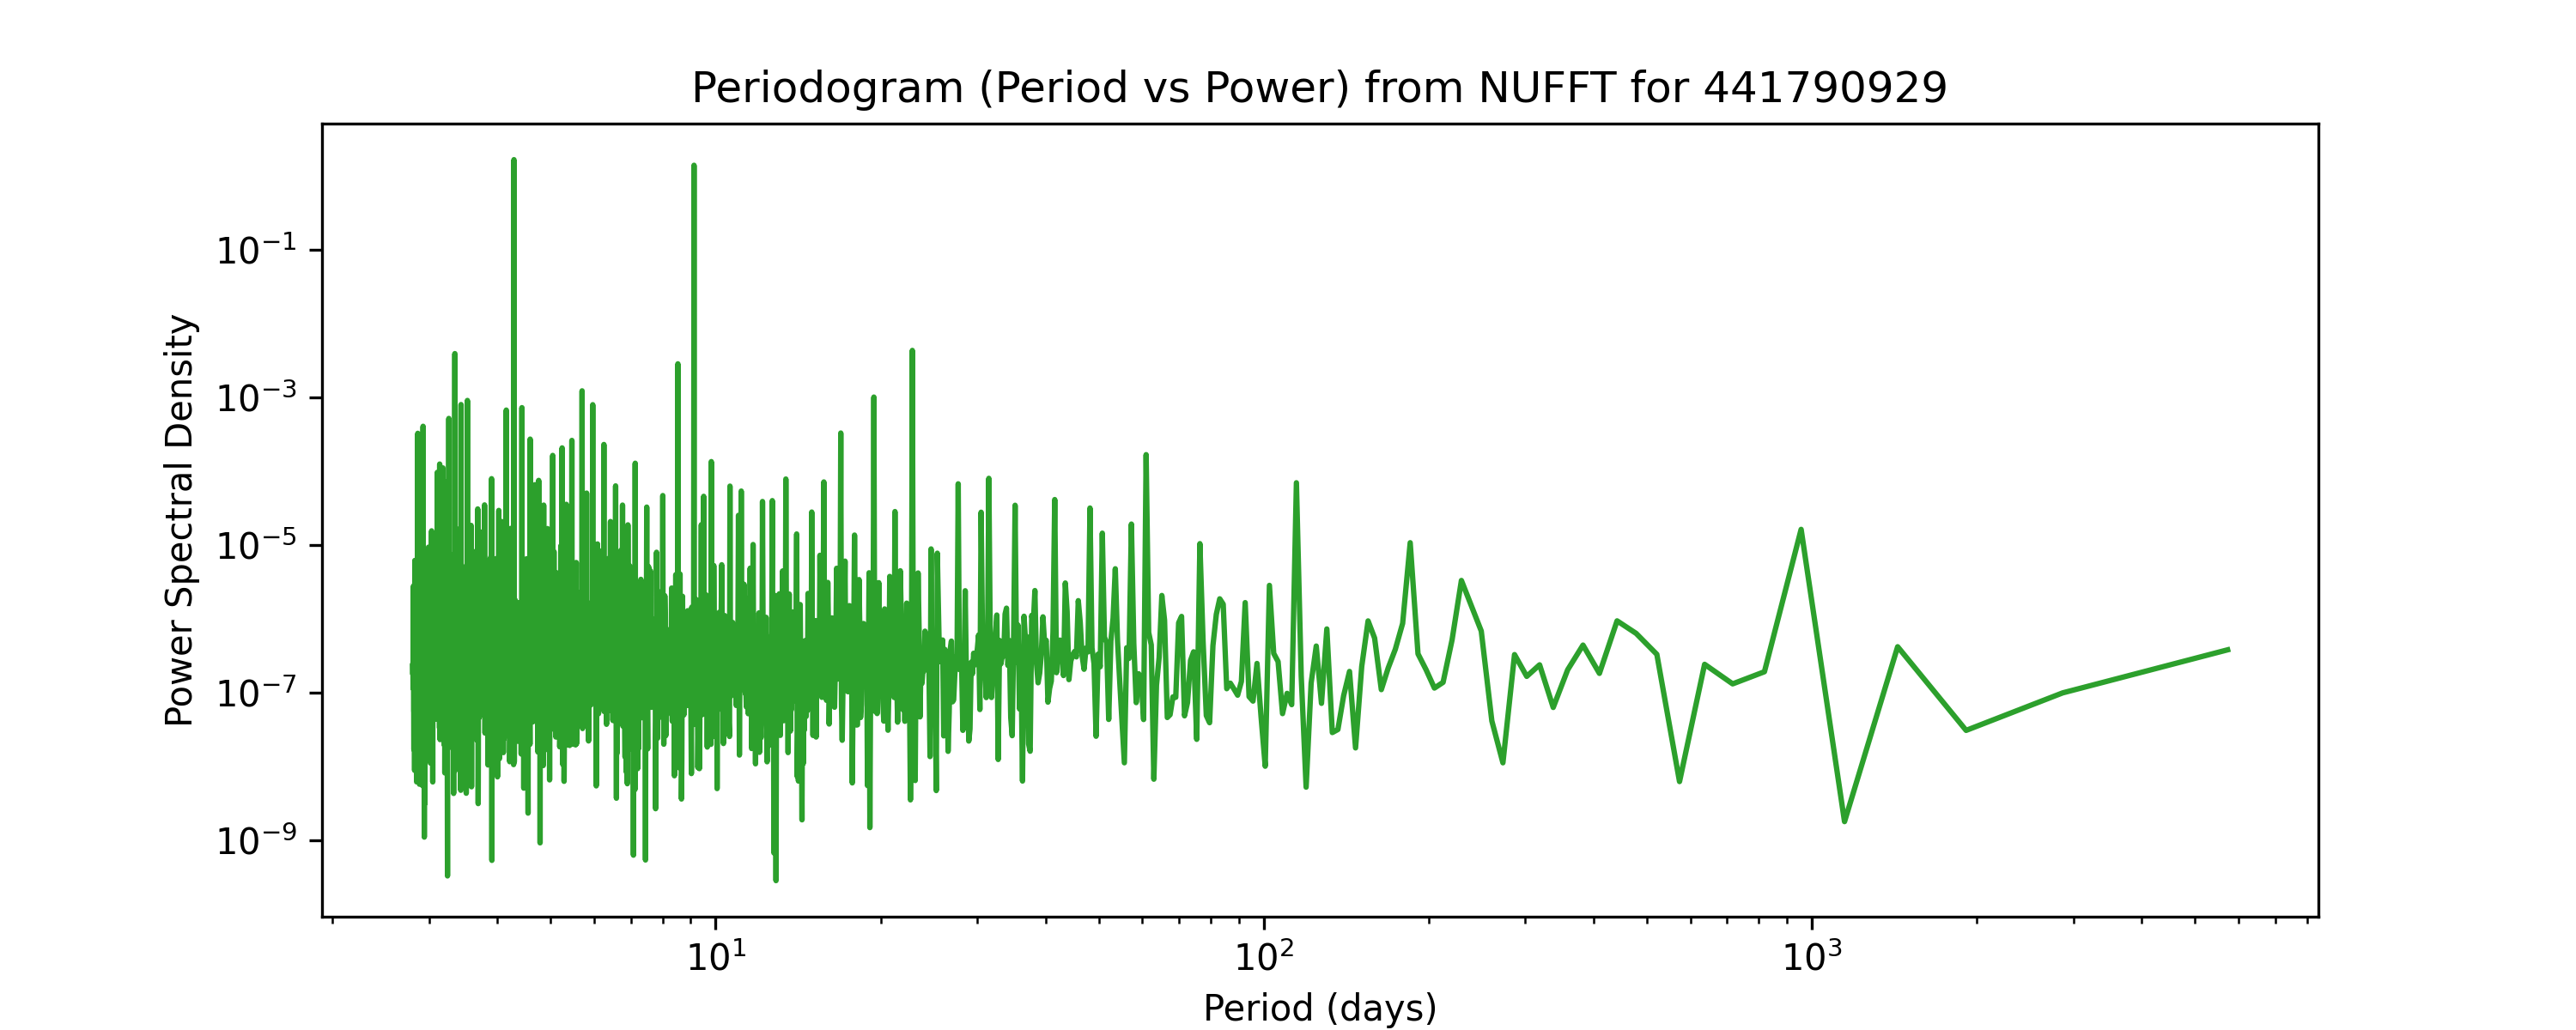 Periodogram (Period vs Power) from NUFFT for 441790929
Power Spectral Density
10⁻¹
10⁻³
10⁻⁵
10⁻⁷
10⁻⁹
10¹ 10² 10³
Period (days)